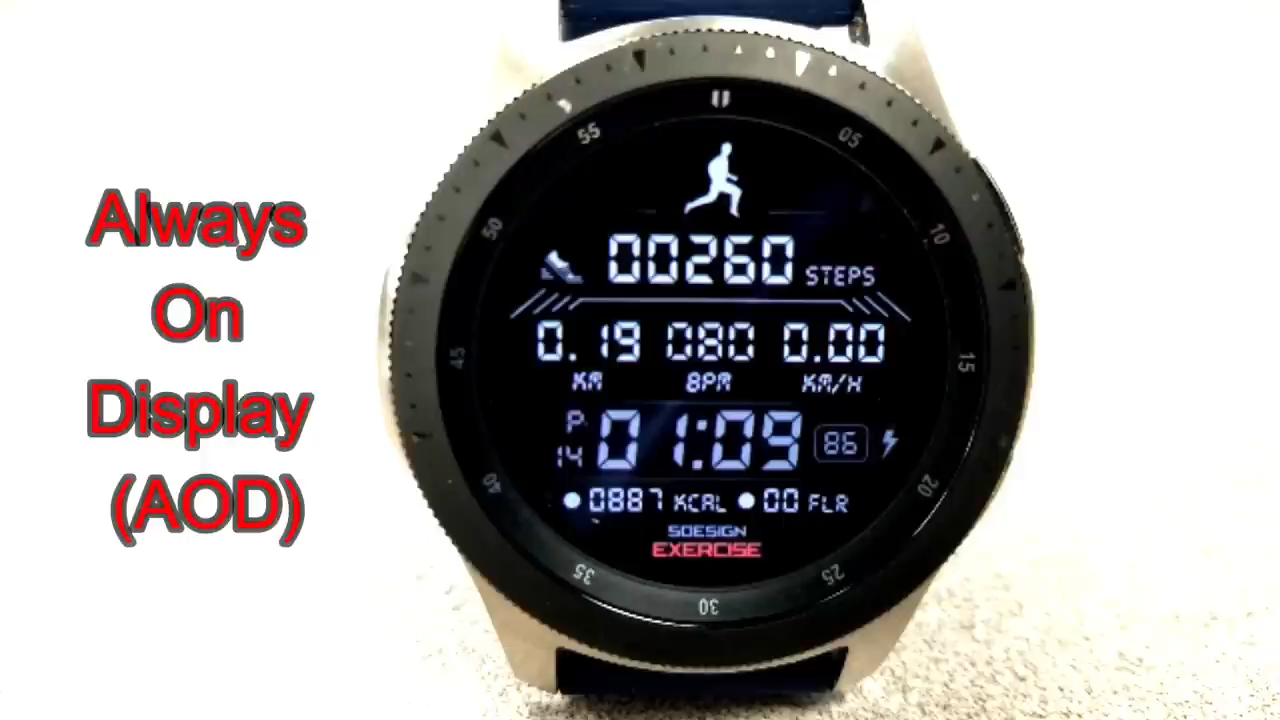 Always
On
Display
(AOD)
55
05
50
10
45
15
40
20
35
25
30
00260 STEPS
0.19 080 0.00
KM BPM KM/H
P
14 01:09 86
0887 KCAL 00 FLR
SDESIGN
EXERCISE